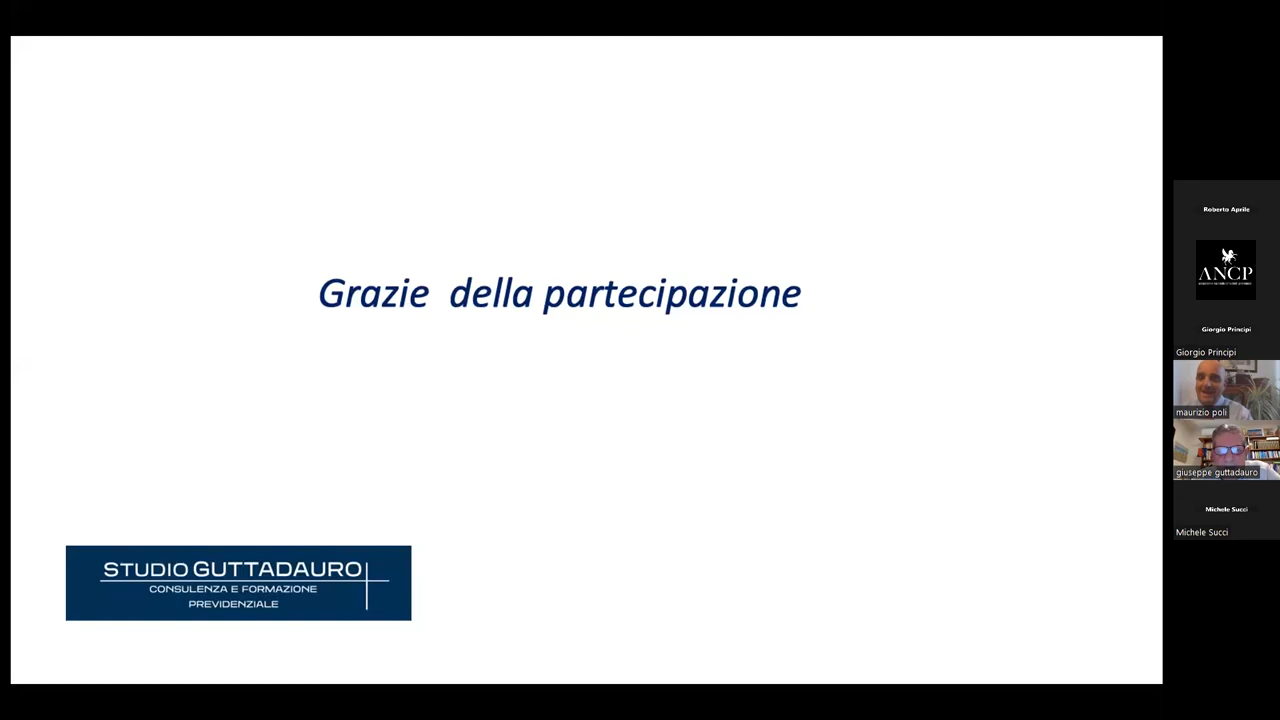 Grazie  della partecipazione
STUDIO GUTTADAURO
CONSULENZA E FORMAZIONE
PREVIDENZIALE
Roberto Aprile
ANCP
Giorgio Principi
Giorgio Principi
maurizio poli
giuseppe guttadauro
Michele Succi
Michele Succi